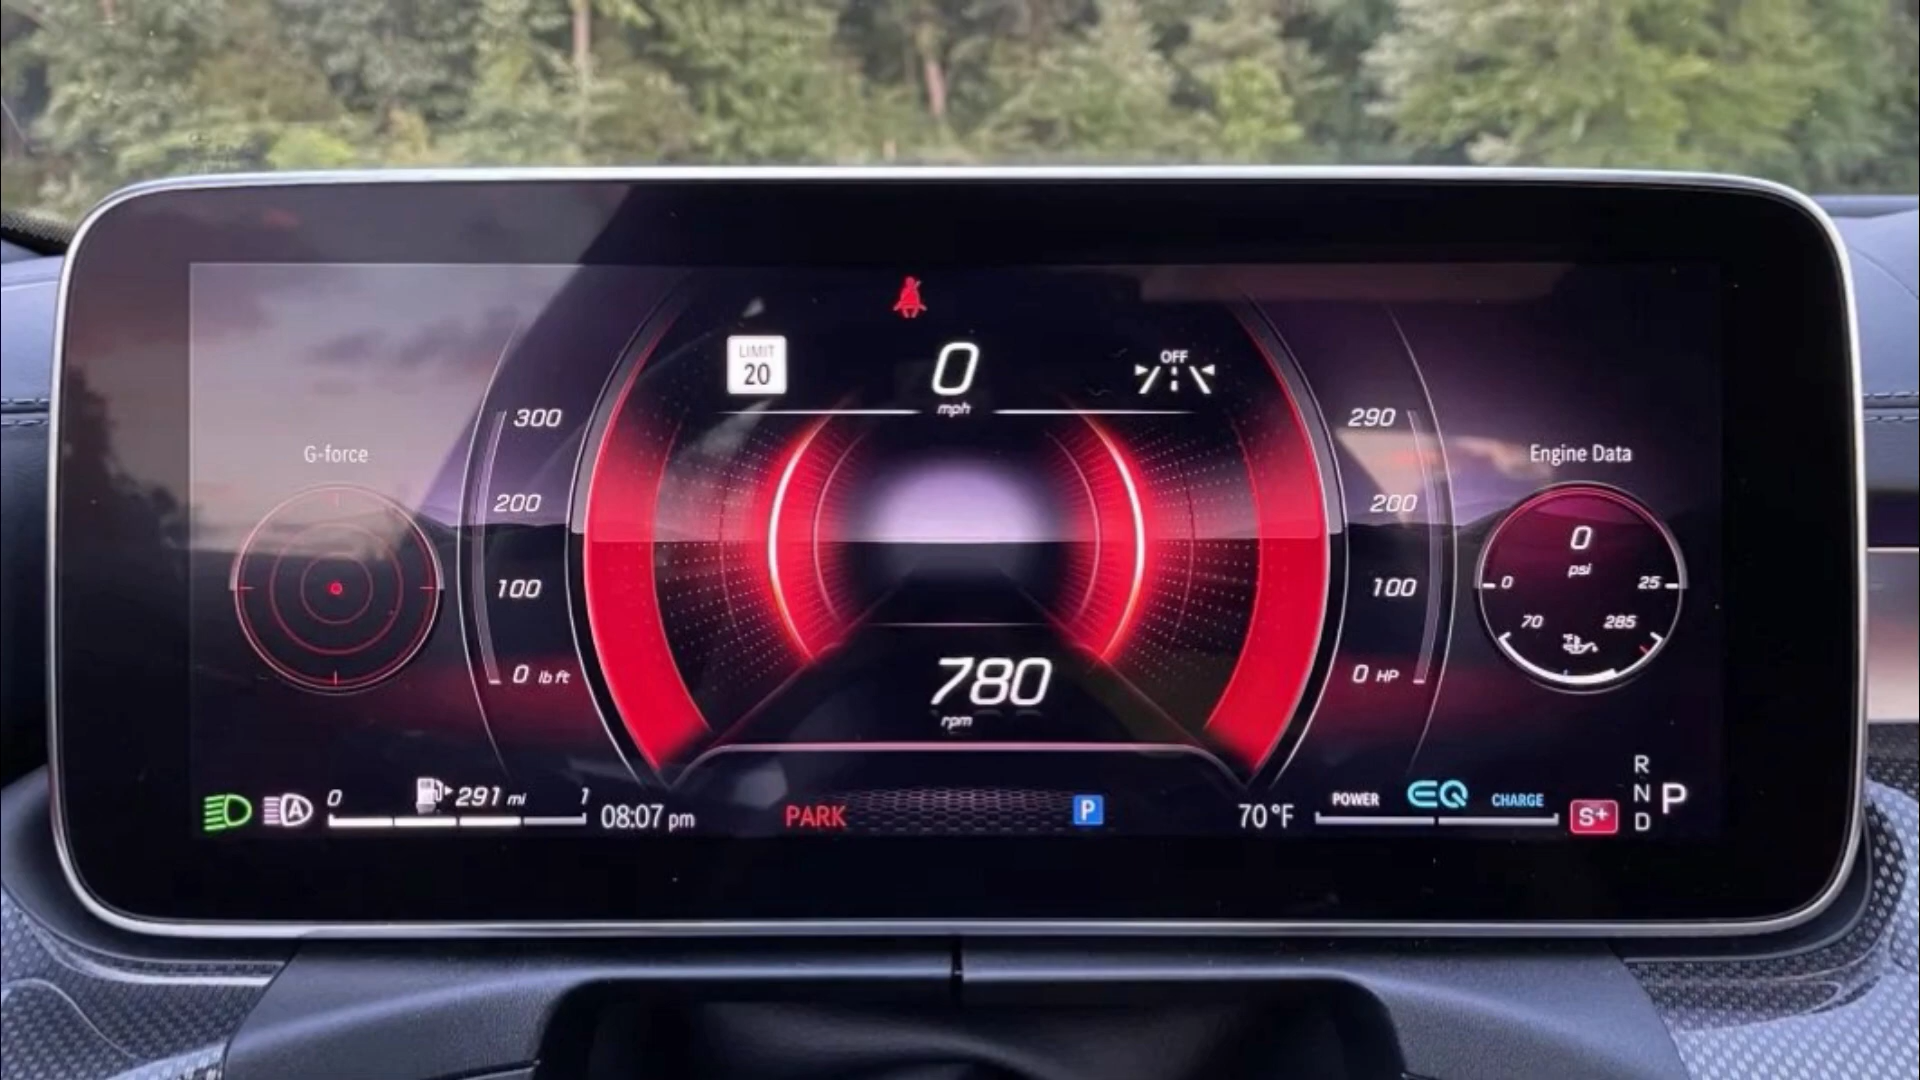 LIMIT
20
0
mph
OFF
G-force
300
200
100
0 lb ft
290
200
100
0 HP
Engine Data
0
psi
0 25
70 285
780
rpm
A
0 291 mi 1
08:07 pm
PARK
P
70°F
POWER EQ CHARGE
S+
R
N
D
P